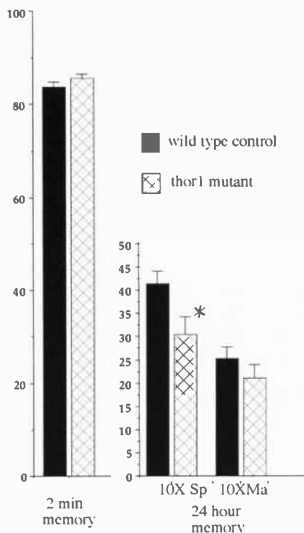 100
80
60
40
20
0
wild type control
thor1 mutant
50
45
40
35
30
25
20
15
10
5
0
*
10X Sp 10XMa
2 min
memory
24 hour
memory